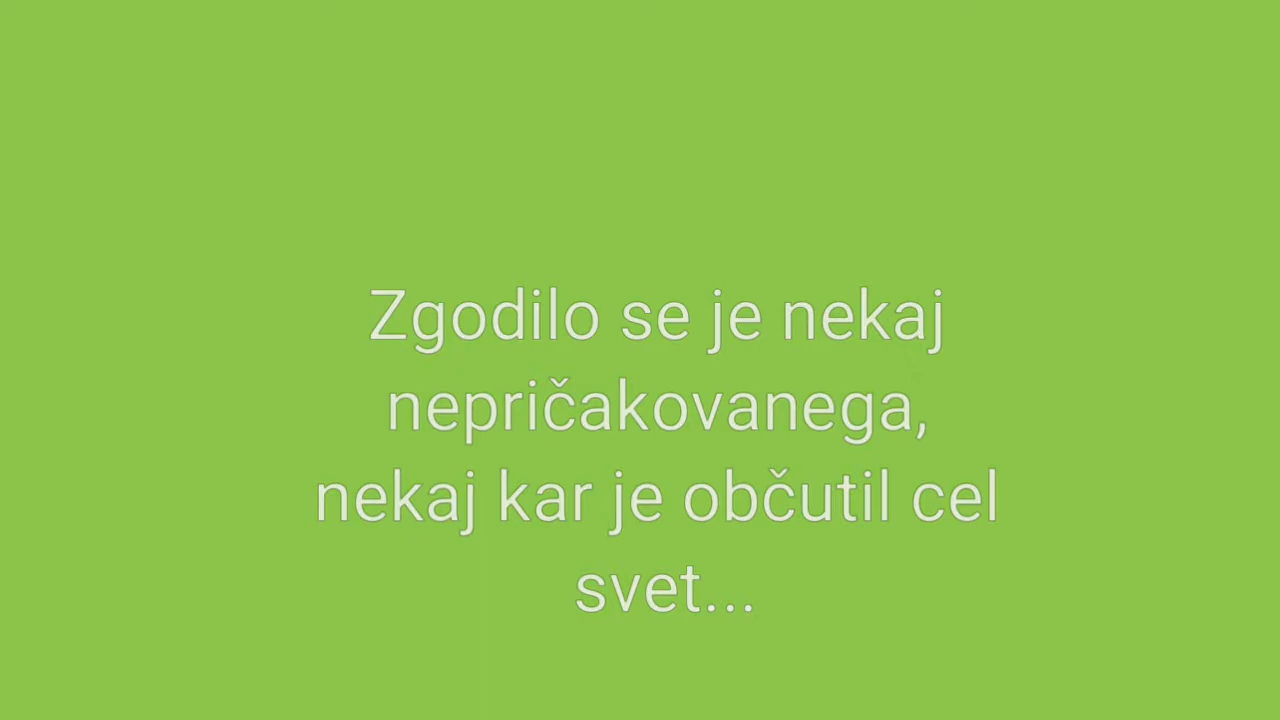 Zgodilo se je nekaj
nepričakovanega,
nekaj kar je občutil cel
svet...